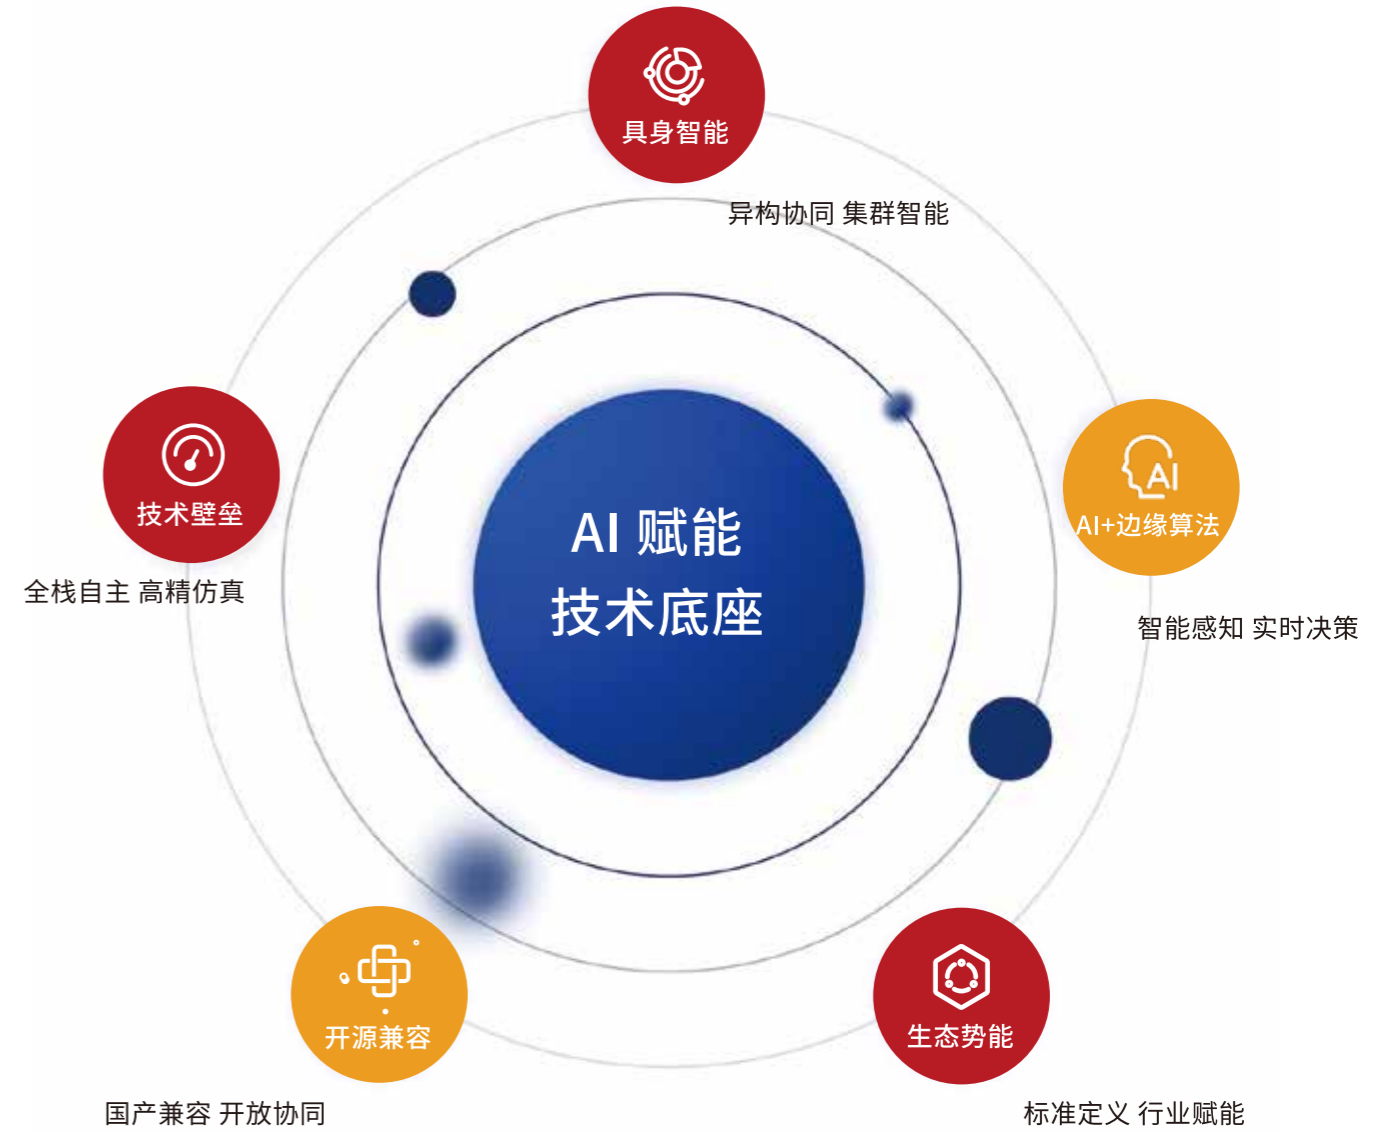 具身智能
异构协同 集群智能
技术壁垒
全栈自主 高精仿真
AI
AI+边缘算法
智能感知 实时决策
AI 赋能
技术底座
开源兼容
国产兼容 开放协同
生态势能
标准定义 行业赋能